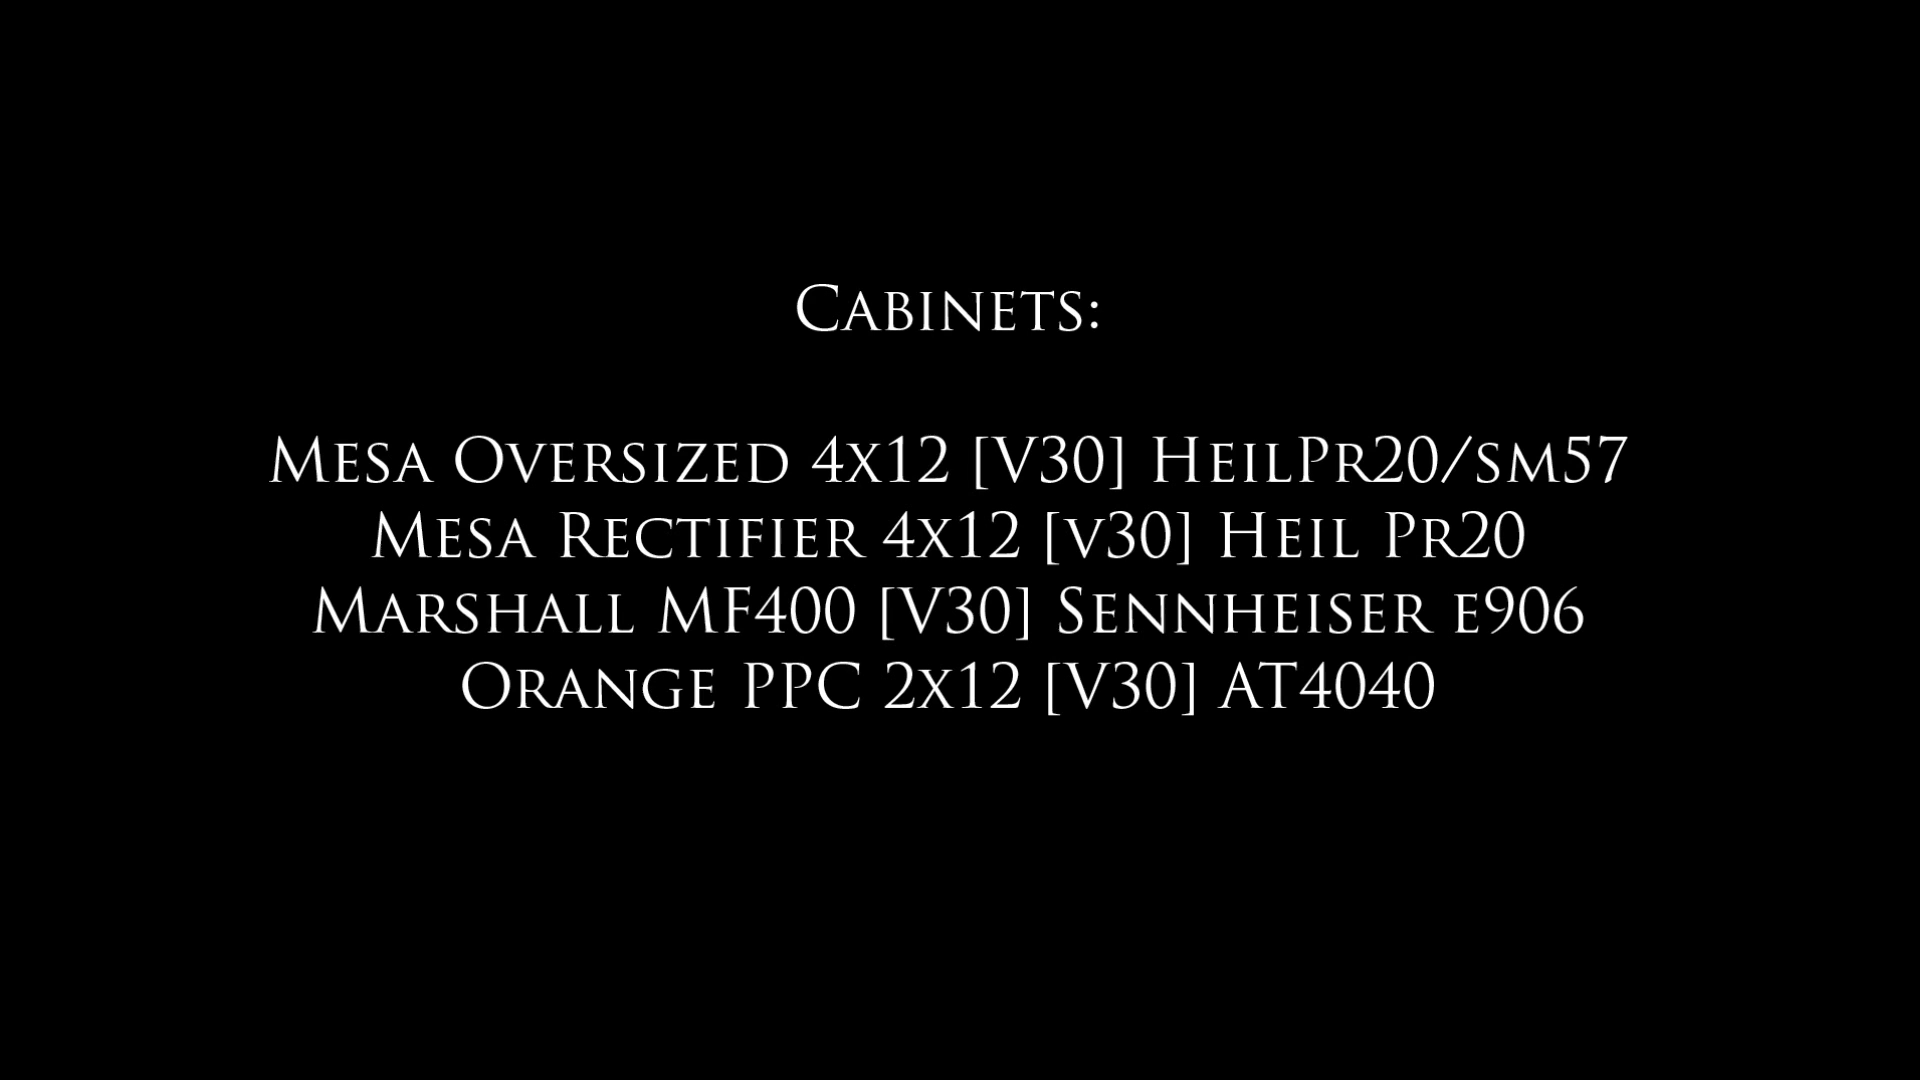 Cabinets:
Mesa Oversized 4x12 [V30] HeilPr20/sm57
Mesa Rectifier 4x12 [v30] Heil Pr20
Marshall MF400 [V30] Sennheiser e906
Orange PPC 2x12 [V30] AT4040